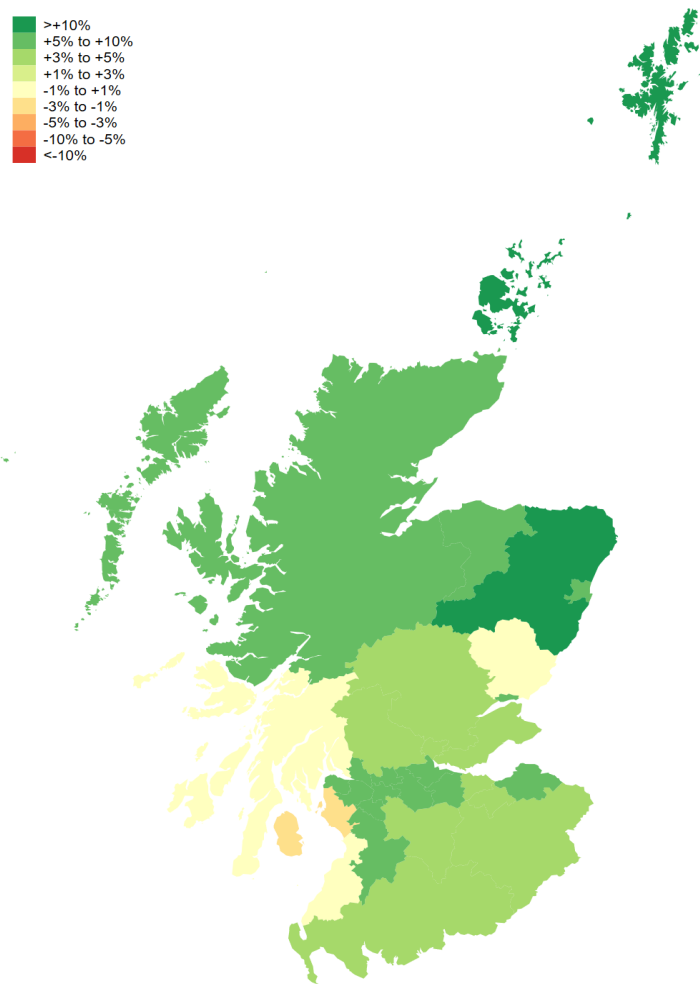 >+10%
+5% to +10%
+3% to +5%
+1% to +3%
-1% to +1%
-3% to -1%
-5% to -3%
-10% to -5%
<-10%